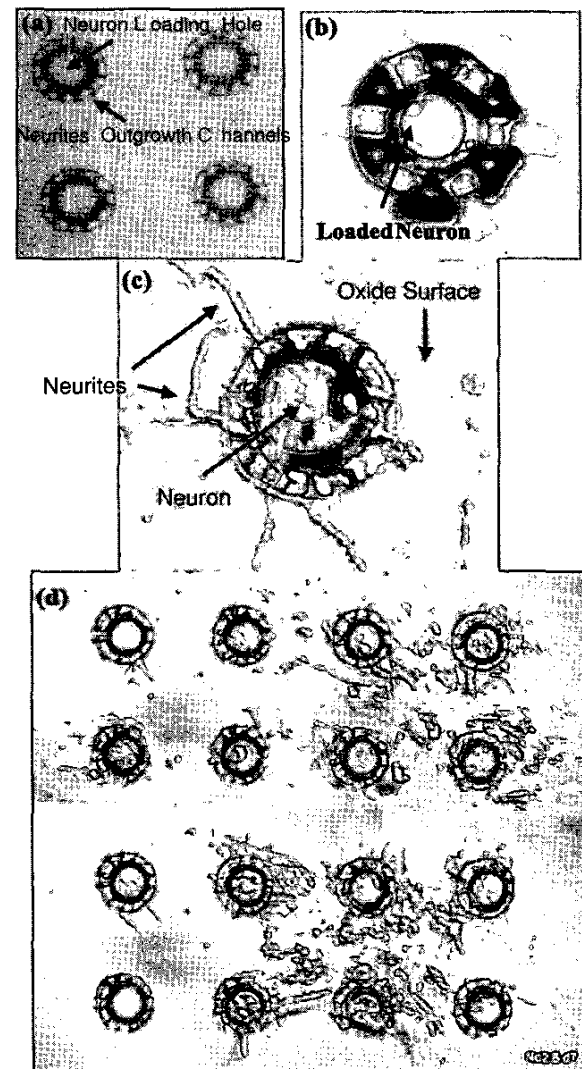 (a)
Neuron Loading Hole
Neurites Outgrowth Channels
(b)
Loaded Neuron
(c)
Oxide Surface
Neurites
Neuron
(d)